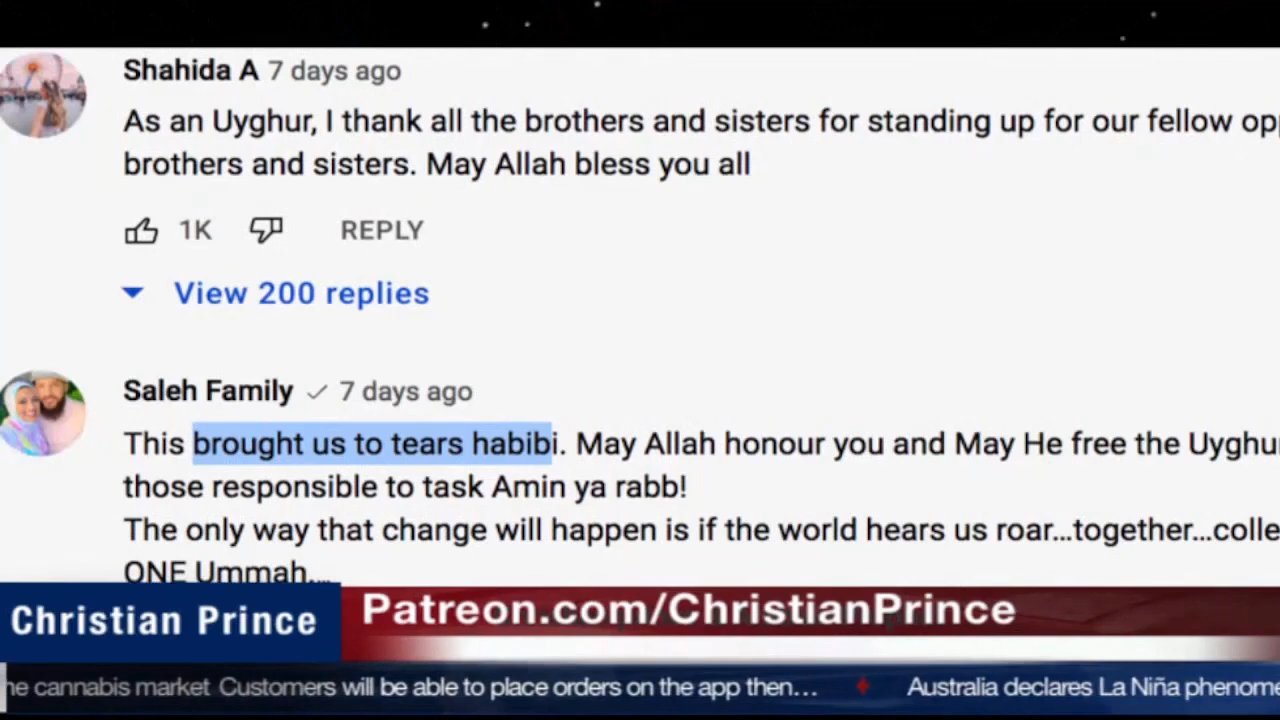 Shahida A 7 days ago
As an Uyghur, I thank all the brothers and sisters for standing up for our fellow
brothers and sisters. May Allah bless you all
1K REPLY
View 200 replies
Saleh Family 7 days ago
This brought us to tears habibi. May Allah honour you and May He free the
those responsible to task Amin ya rabb!
The only way that change will happen is if the world hears us roar...together...
ONE Ummah...
Christian Prince
Patreon.com/ChristianPrince
cannabis market Customers will be able to place orders on the app then... Australia declares La Niña